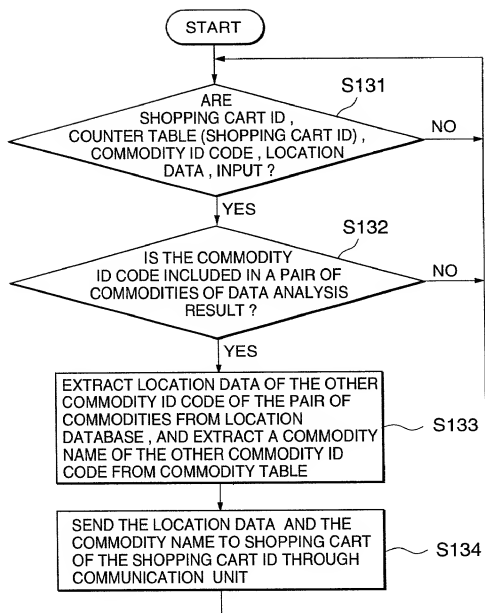 START
S131
ARE
SHOPPING CART ID ,
COUNTER TABLE (SHOPPING CART ID) ,
COMMODITY ID CODE , LOCATION
DATA , INPUT ?
NO
YES
S132
IS THE COMMODITY
ID CODE INCLUDED IN A PAIR OF
COMMODITIES OF DATA ANALYSIS
RESULT ?
NO
YES
EXTRACT LOCATION DATA OF THE OTHER
COMMODITY ID CODE OF THE PAIR OF
COMMODITIES FROM LOCATION
DATABASE , AND EXTRACT A COMMODITY
NAME OF THE OTHER COMMODITY ID
CODE FROM COMMODITY TABLE
S133
SEND THE LOCATION DATA AND THE
COMMODITY NAME TO SHOPPING CART
OF THE SHOPPING CART ID THROUGH
COMMUNICATION UNIT
S134